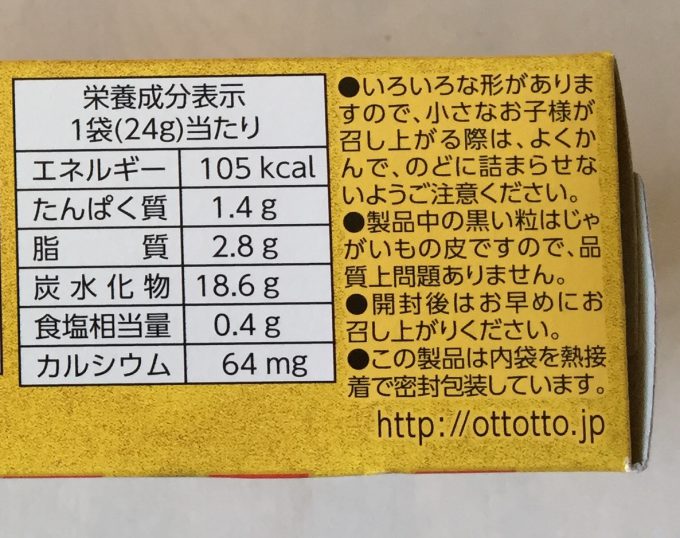 栄養成分表示
1袋(24g)当たり
エネルギー 105 kcal
たんぱく質 1.4 g
脂質 2.8 g
炭水化物 18.6 g
食塩相当量 0.4 g
カルシウム 64 mg
●いろいろな形がありま
すので、小さなお子様が
召し上がる際は、よくか
んで、のどに詰まらせな
いようご注意ください。
●製品中の黒い粒はじゃ
がいもの皮ですので、品
質上問題ありません。
●開封後はお早めにお
召し上がりください。
●この製品は内袋を熱接
着で密封包装しています。
http://ottotto.jp